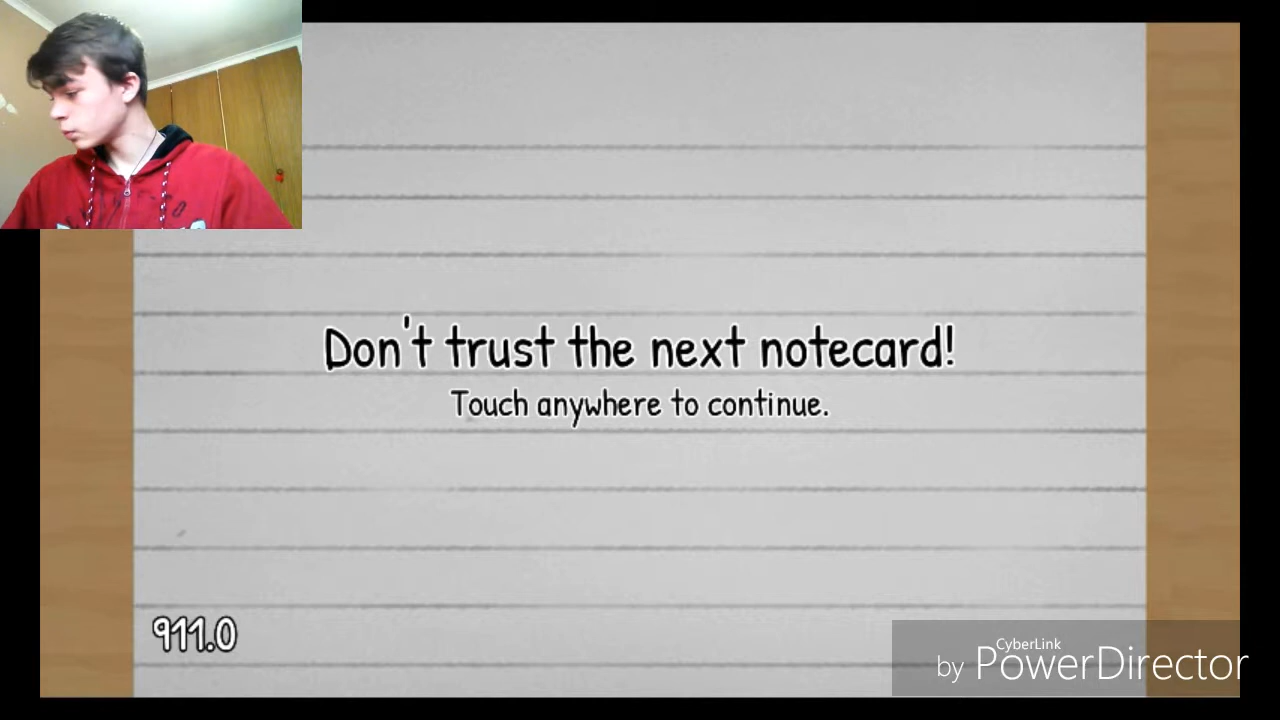 Don't trust the next notecard!
Touch anywhere to continue.
911.0
CyberLink
by PowerDirector